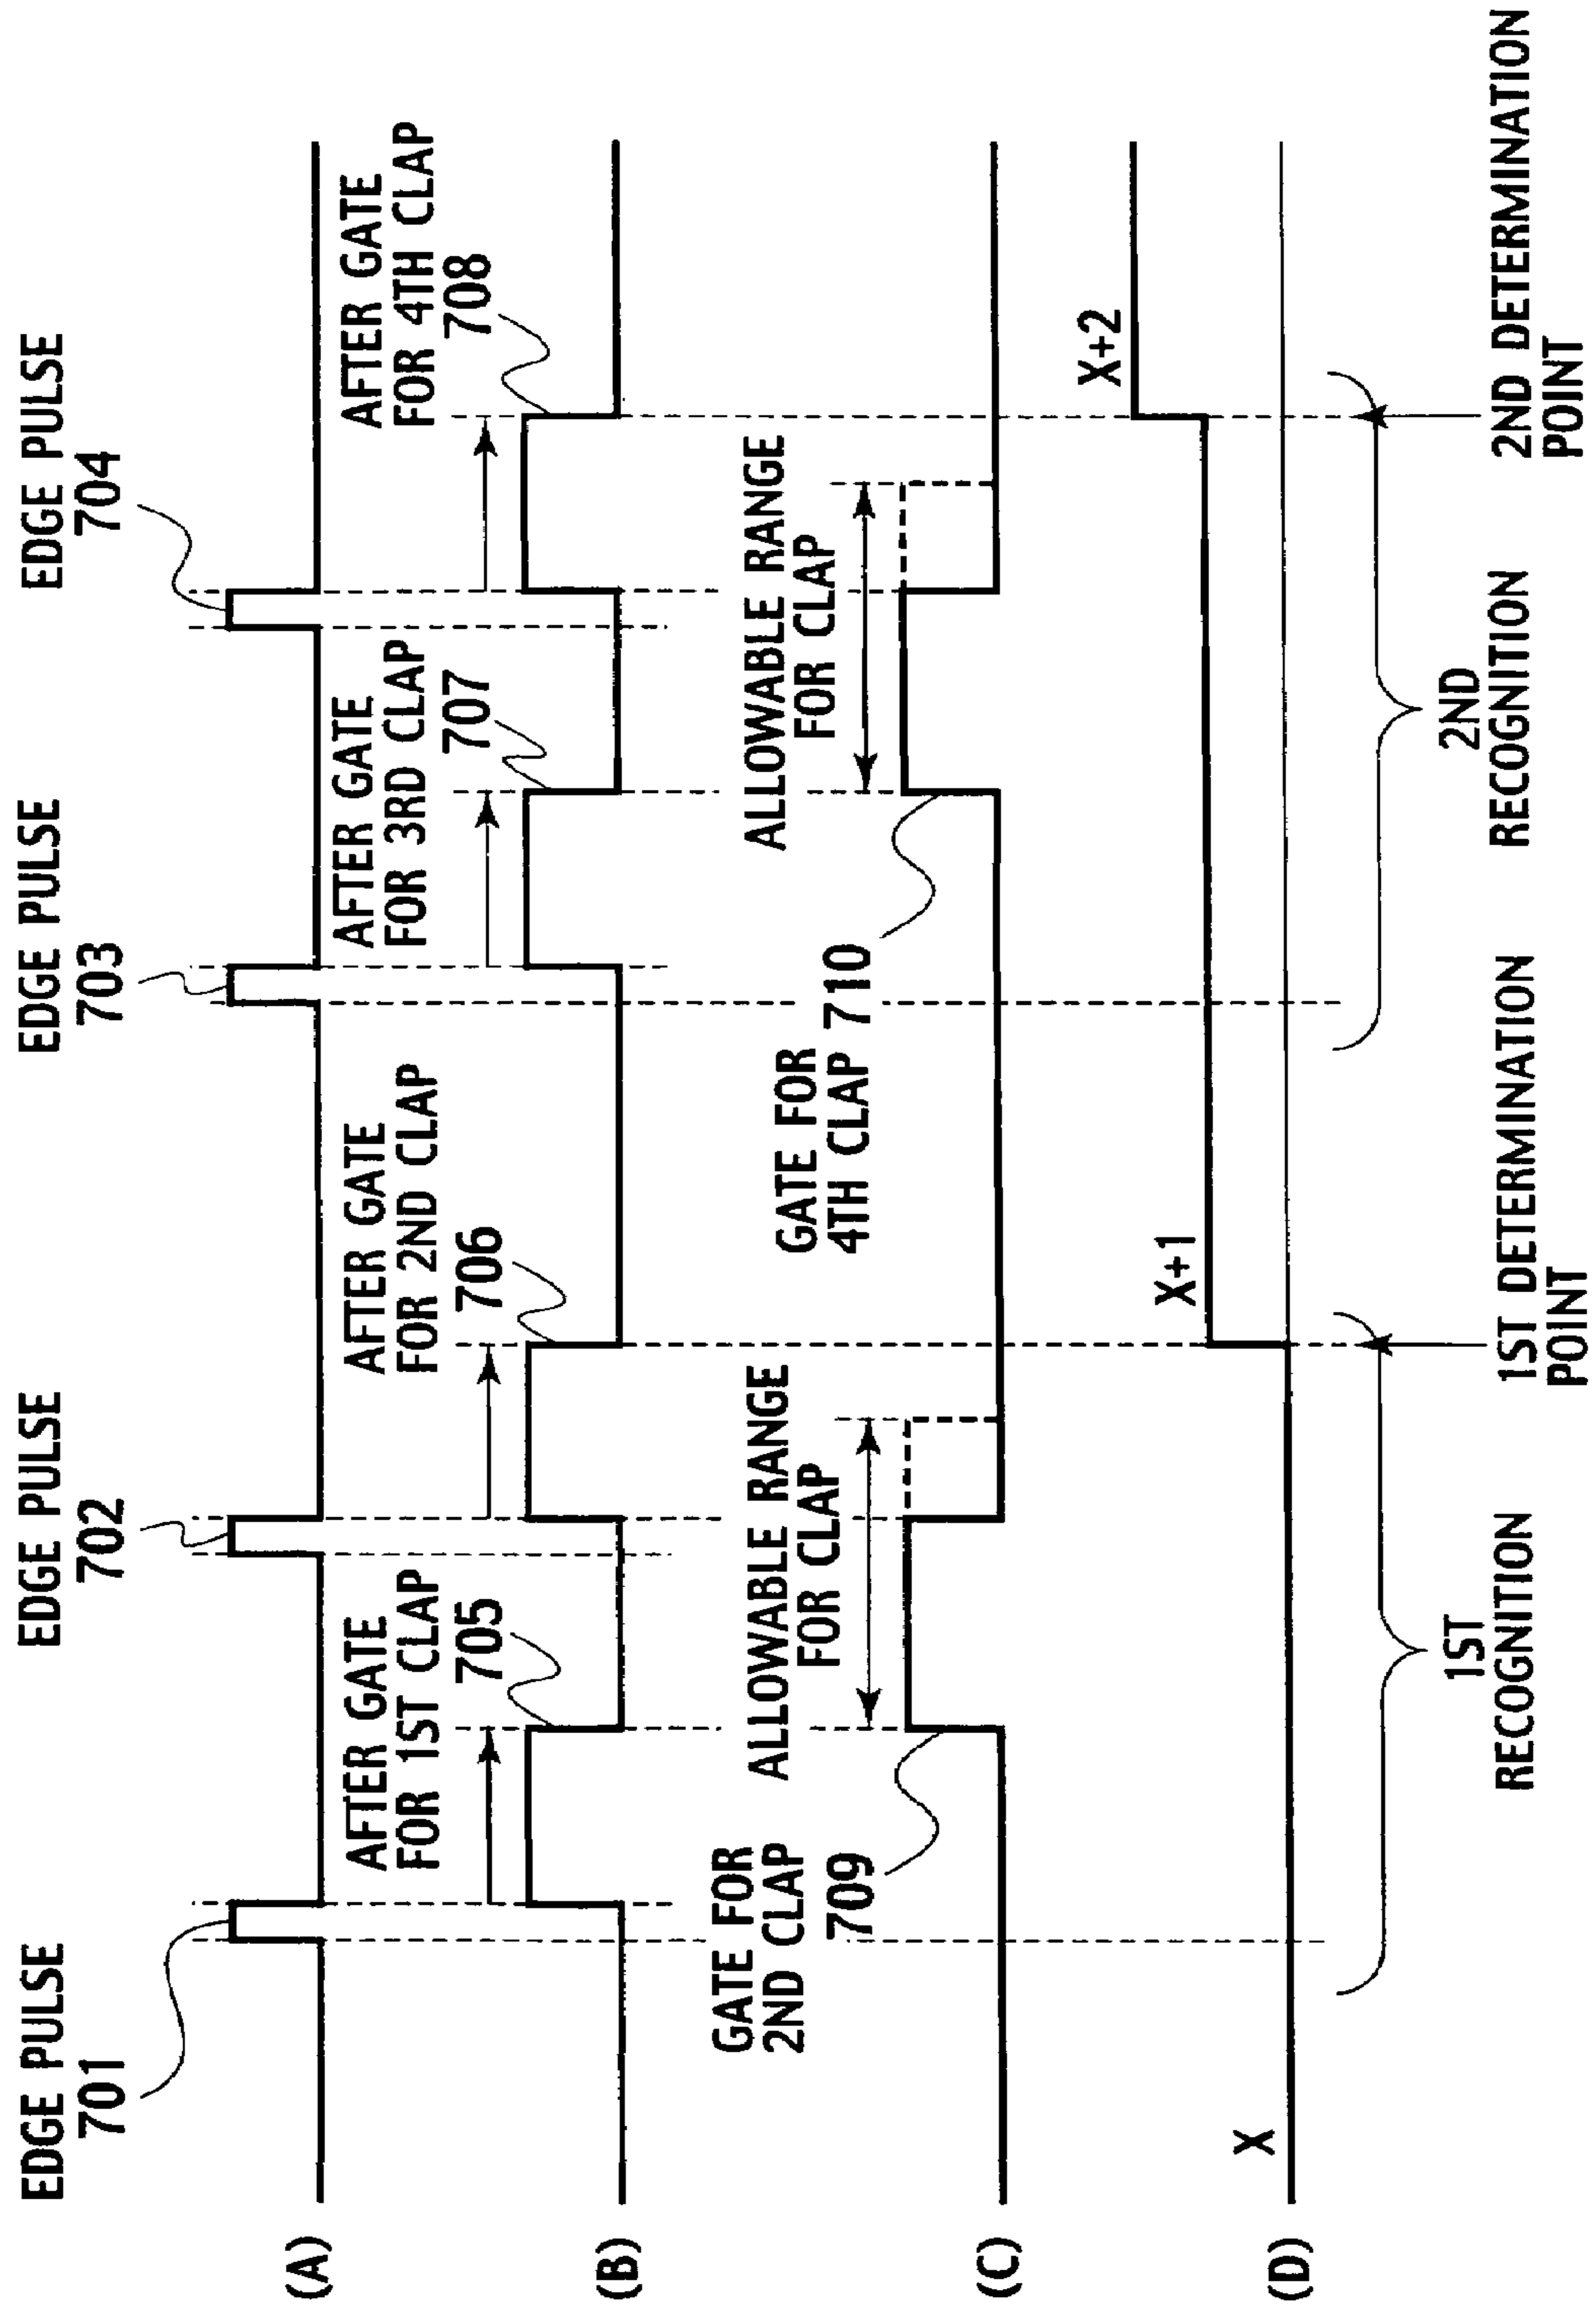 EDGE PULSE
701
EDGE PULSE
702
EDGE PULSE
703
EDGE PULSE
704
(A)
AFTER GATE
FOR 1ST CLAP
705
AFTER GATE
FOR 2ND CLAP
706
AFTER GATE
FOR 3RD CLAP
707
AFTER GATE
FOR 4TH CLAP
708
(B)
GATE FOR
2ND CLAP
709
ALLOWABLE RANGE
FOR CLAP
GATE FOR
4TH CLAP 710
ALLOWABLE RANGE
FOR CLAP
(C)
X
X+1
X+2
(D)
1ST
RECOGNITION
1ST DETERMINATION
POINT
2ND
RECOGNITION
2ND DETERMINATION
POINT